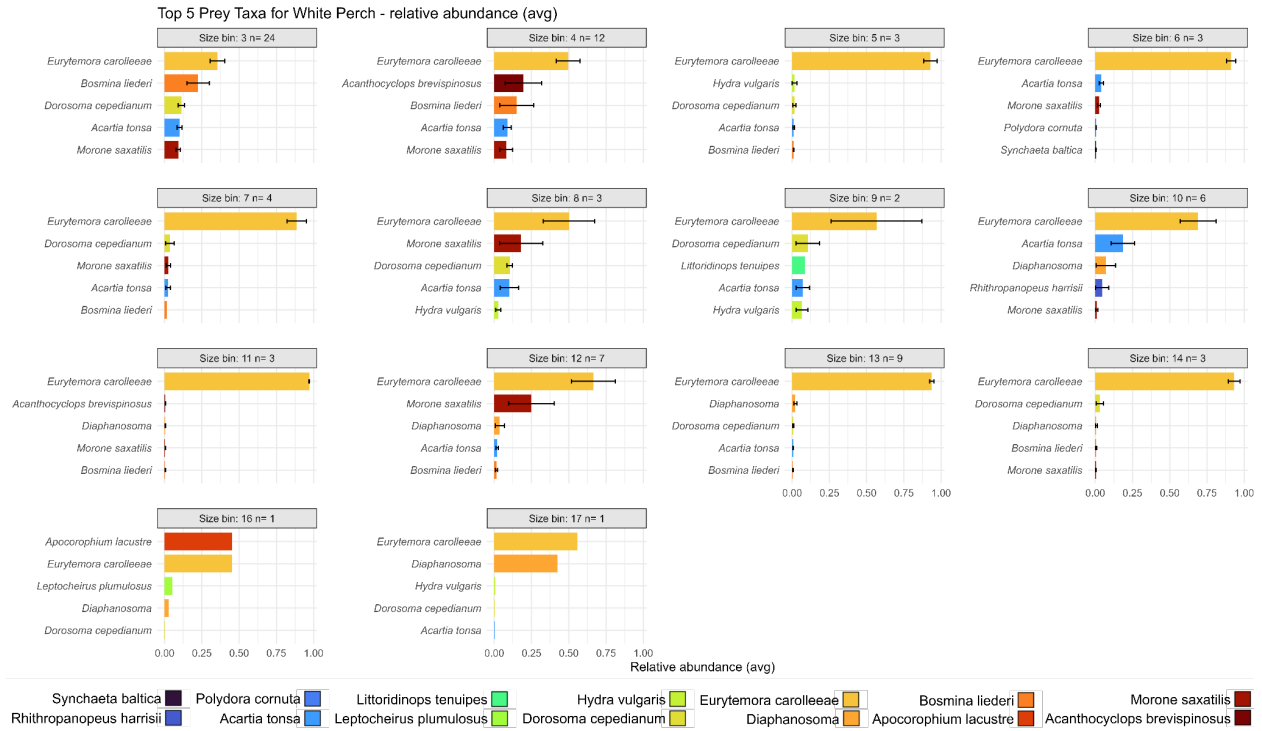 Top 5 Prey Taxa for White Perch - relative abundance (avg)
Size bin: 3 n= 24
Eurytemora carolleeae
Bosmina liederi
Dorosoma cepedianum
Acartia tonsa
Morone saxatilis
Size bin: 4 n= 12
Eurytemora carolleeae
Acanthocyclops brevispinosus
Bosmina liederi
Acartia tonsa
Morone saxatilis
Size bin: 5 n= 3
Eurytemora carolleeae
Hydra vulgaris
Dorosoma cepedianum
Acartia tonsa
Bosmina liederi
Size bin: 6 n= 3
Eurytemora carolleeae
Acartia tonsa
Morone saxatilis
Polydora cornuta
Synchaeta baltica
Size bin: 7 n= 4
Eurytemora carolleeae
Dorosoma cepedianum
Morone saxatilis
Acartia tonsa
Bosmina liederi
Size bin: 8 n= 3
Eurytemora carolleeae
Morone saxatilis
Dorosoma cepedianum
Acartia tonsa
Hydra vulgaris
Size bin: 9 n= 2
Eurytemora carolleeae
Dorosoma cepedianum
Littoridinops tenuipes
Acartia tonsa
Hydra vulgaris
Size bin: 10 n= 6
Eurytemora carolleeae
Acartia tonsa
Diaphanosoma
Rhithropanopeus harrisii
Morone saxatilis
Size bin: 11 n= 3
Eurytemora carolleeae
Acanthocyclops brevispinosus
Diaphanosoma
Morone saxatilis
Bosmina liederi
Size bin: 12 n= 7
Eurytemora carolleeae
Morone saxatilis
Diaphanosoma
Acartia tonsa
Bosmina liederi
Size bin: 13 n= 9
Eurytemora carolleeae
Diaphanosoma
Dorosoma cepedianum
Acartia tonsa
Bosmina liederi
0.00 0.25 0.50 0.75 1.00
Size bin: 14 n= 3
Eurytemora carolleeae
Dorosoma cepedianum
Diaphanosoma
Bosmina liederi
Morone saxatilis
0.00 0.25 0.50 0.75 1.00
Size bin: 16 n= 1
Apocorophium lacustre
Eurytemora carolleeae
Leptocheirus plumulosus
Diaphanosoma
Dorosoma cepedianum
0.00 0.25 0.50 0.75 1.00
Size bin: 17 n= 1
Eurytemora carolleeae
Diaphanosoma
Hydra vulgaris
Dorosoma cepedianum
Acartia tonsa
0.00 0.25 0.50 0.75 1.00
Relative abundance (avg)
Synchaeta baltica Polydora cornuta Littoridinops tenuipes Hydra vulgaris Eurytemora carolleeae Bosmina liederi Morone saxatilis
Rhithropanopeus harrisii Acartia tonsa Leptocheirus plumulosus Dorosoma cepedianum Diaphanosoma Apocorophium lacustre Acanthocyclops brevispinosus